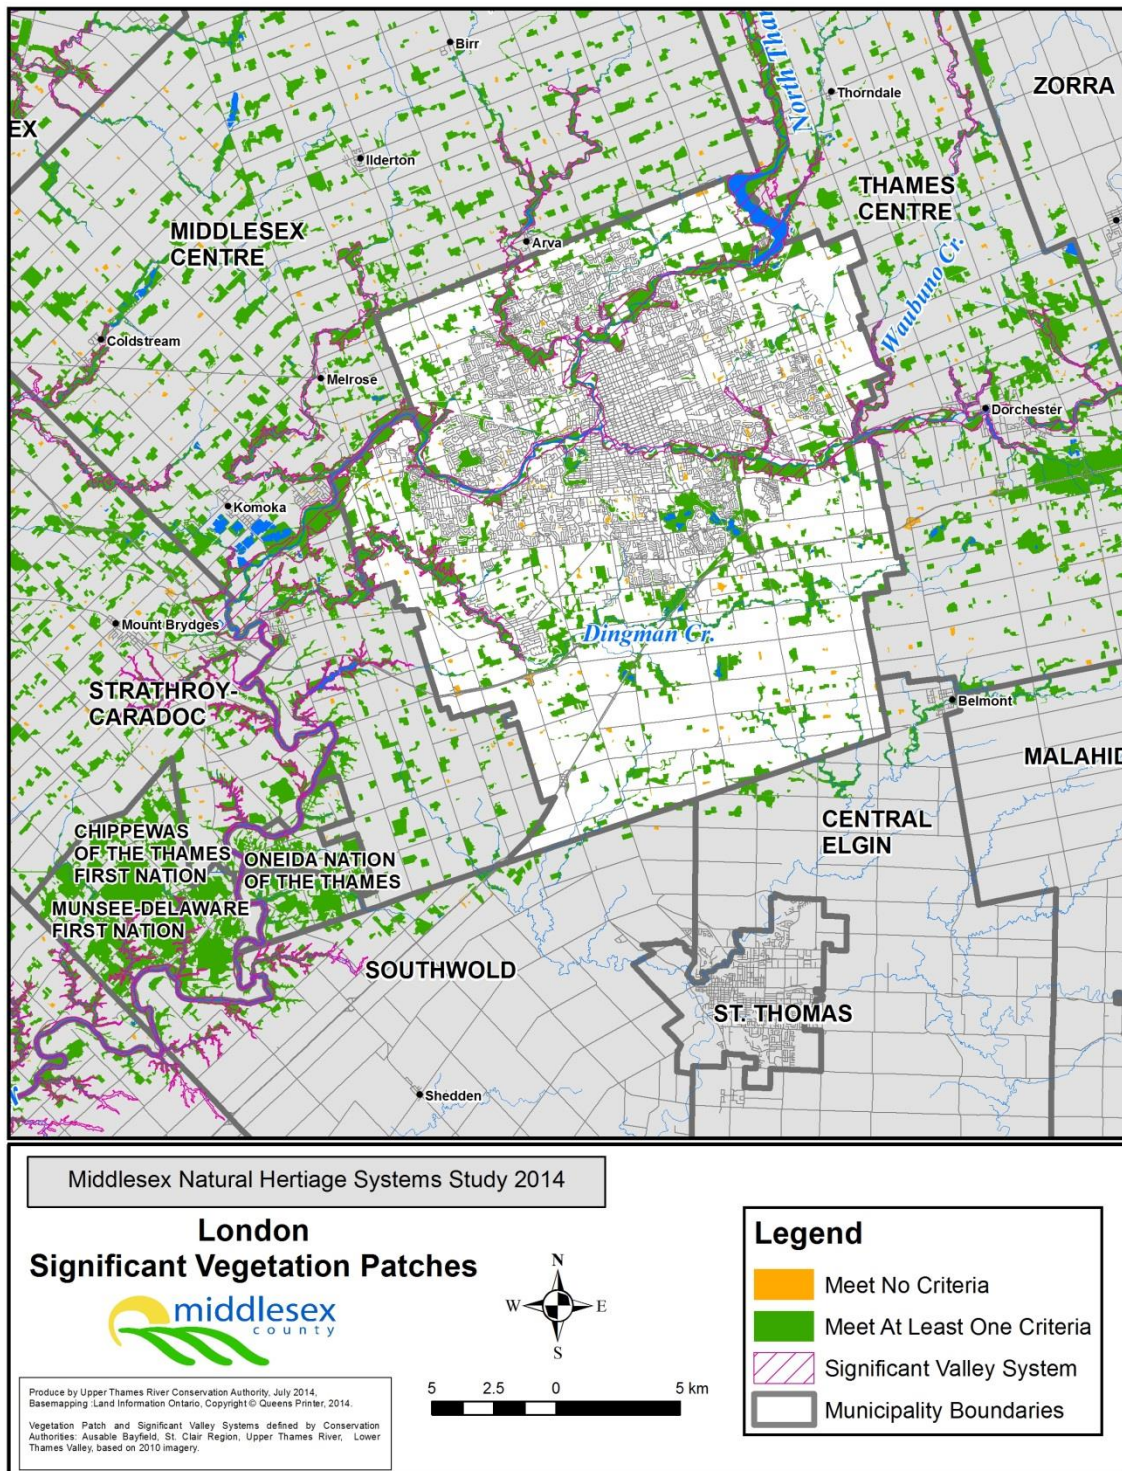 Birr
North Tham
Thorndale
ZORRA
EX
Ilderton
THAMES
CENTRE
MIDDLESEX
CENTRE
Arva
Waubuno Cr.
Coldstream
Melrose
Dorchester
Komoka
Mount Brydges
Dingman Cr.
STRATHROY-
CARADOC
Belmont
MALAHID
CENTRAL
ELGIN
CHIPPEWAS
OF THE THAMES
FIRST NATION
ONEIDA NATION
OF THE THAMES
MUNSEE-DELAWARE
FIRST NATION
SOUTHWOLD
ST. THOMAS
Shedden
Middlesex Natural Hertiage Systems Study 2014
London
Significant Vegetation Patches
middlesex
county
N
W E
S
Legend
Meet No Criteria
Meet At Least One Criteria
Significant Valley System
Municipality Boundaries
5 2.5 0 5 km
Produce by Upper Thames River Conservation Authority, July 2014,
Basemapping :Land Information Ontario, Copyright © Queens Printer, 2014.
Vegetation Patch and Significant Valley Systems defined by Conservation
Authorities: Ausable Bayfield, St. Clair Region, Upper Thames River, Lower
Thames Valley, based on 2010 imagery.